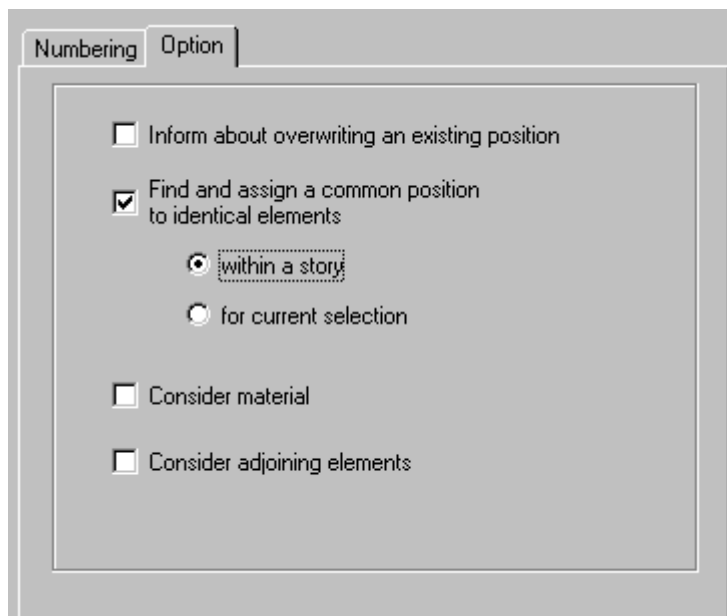 Numbering
Option
Inform about overwriting an existing position
Find and assign a common position
to identical elements
within a story
for current selection
Consider material
Consider adjoining elements